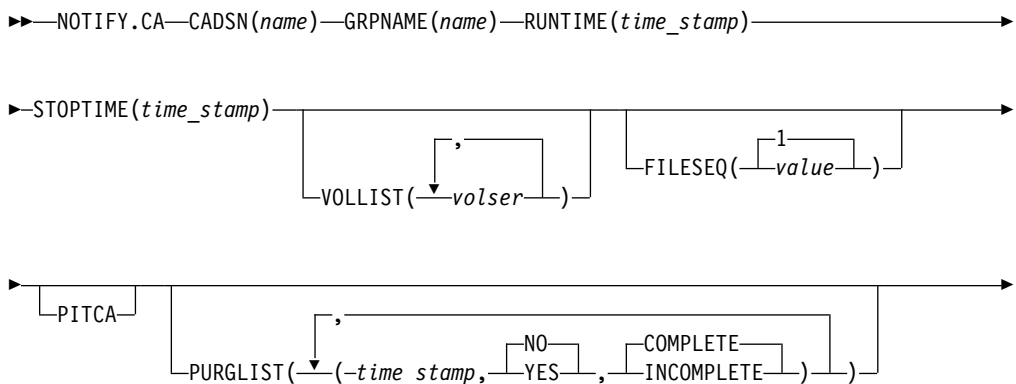 NOTIFY.CA CADSN(name) GRPNAME(name) RUNTIME(time_stamp)
STOPTIME(time_stamp)
,
VOLLIST( volser )
1
FILESEQ( value )
PITCA
,
NO COMPLETE
PURGLIST( (time stamp, YES , INCOMPLETE ) )